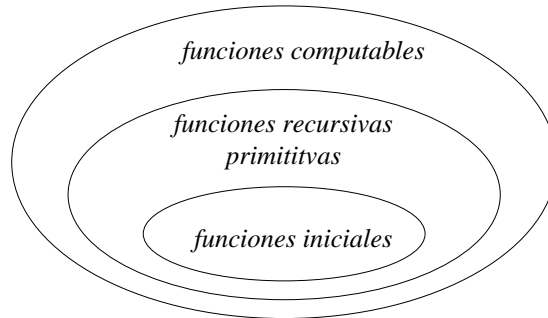 funciones computables
funciones recursivas
primititvas
funciones iniciales